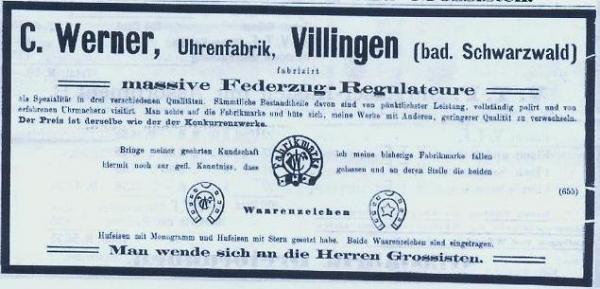 C. Werner, Uhrenfabrik, Villingen (bad. Schwarzwald)
fabrizirt
massive Federzug-Regulateure
als Spezialität in drei verschiedenen Qualitäten. Sämmtliche Bestandtheile davon sind von pünktlichster Leistung, vollständig polirt und von
erfahrenen Uhrmachern visitirt. Man achte auf die Fabrikmarke und hüte sich, meine Werke mit Anderen, geringerer Qualität zu verwechseln.
Der Preis ist derselbe wie der der Konkurrenzwerke.
Bringe meiner geehrten Kundschaft
hiermit noch zur gefl. Kenntniss, dass
Fabrikmarke
ich meine bisherige Fabrikmarke fallen
gelassen und an deren Stelle die beiden
(655)
Waarenzeichen
Hufeisen mit Monogramm und Hufeisen mit Stern gesetzt habe. Beide Waarenzeichen sind eingetragen.
Man wende sich an die Herren Grossisten.